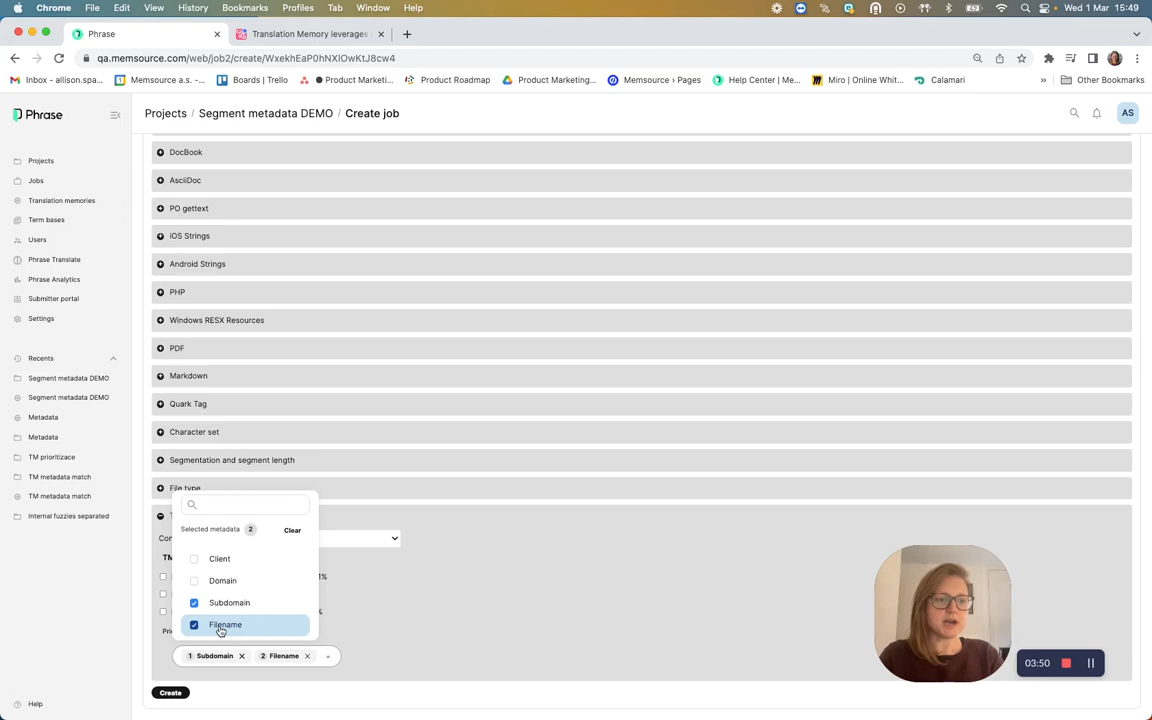 Chrome File Edit View History Bookmarks Profiles Tab Window Help Wed 1 Mar 15:49
Phrase Translation Memory leverages
qa.memsource.com/web/job2/create/WxekhEaP0hNXlOwKtJ8cw4
Inbox - allison.spa... Memsource a.s. -... Boards | Trello Product Marketi... Product Roadmap Product Marketing... Memsource > Pages Help Center | Me... Miro | Online Whit... Calamari » Other Bookmarks
Phrase
Projects / Segment metadata DEMO / Create job
AS
Projects
Jobs
Translation memories
Term bases
Users
Phrase Translate
Phrase Analytics
Submitter portal
Settings
Recents
Segment metadata DEMO
Segment metadata DEMO
Metadata
Metadata
TM prioritizace
TM metadata match
TM metadata match
Internal fuzzies separated
Help
DocBook
AsciiDoc
PO gettext
iOS Strings
Android Strings
PHP
Windows RESX Resources
PDF
Markdown
Quark Tag
Character set
Segmentation and segment length
File type
Selected metadata 2 Clear
Client
Domain
Subdomain
Filename
TM
1%
%
1 Subdomain 2 Filename
Create
03:50